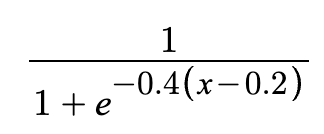 1
1 + e^{-0.4(x-0.2)}